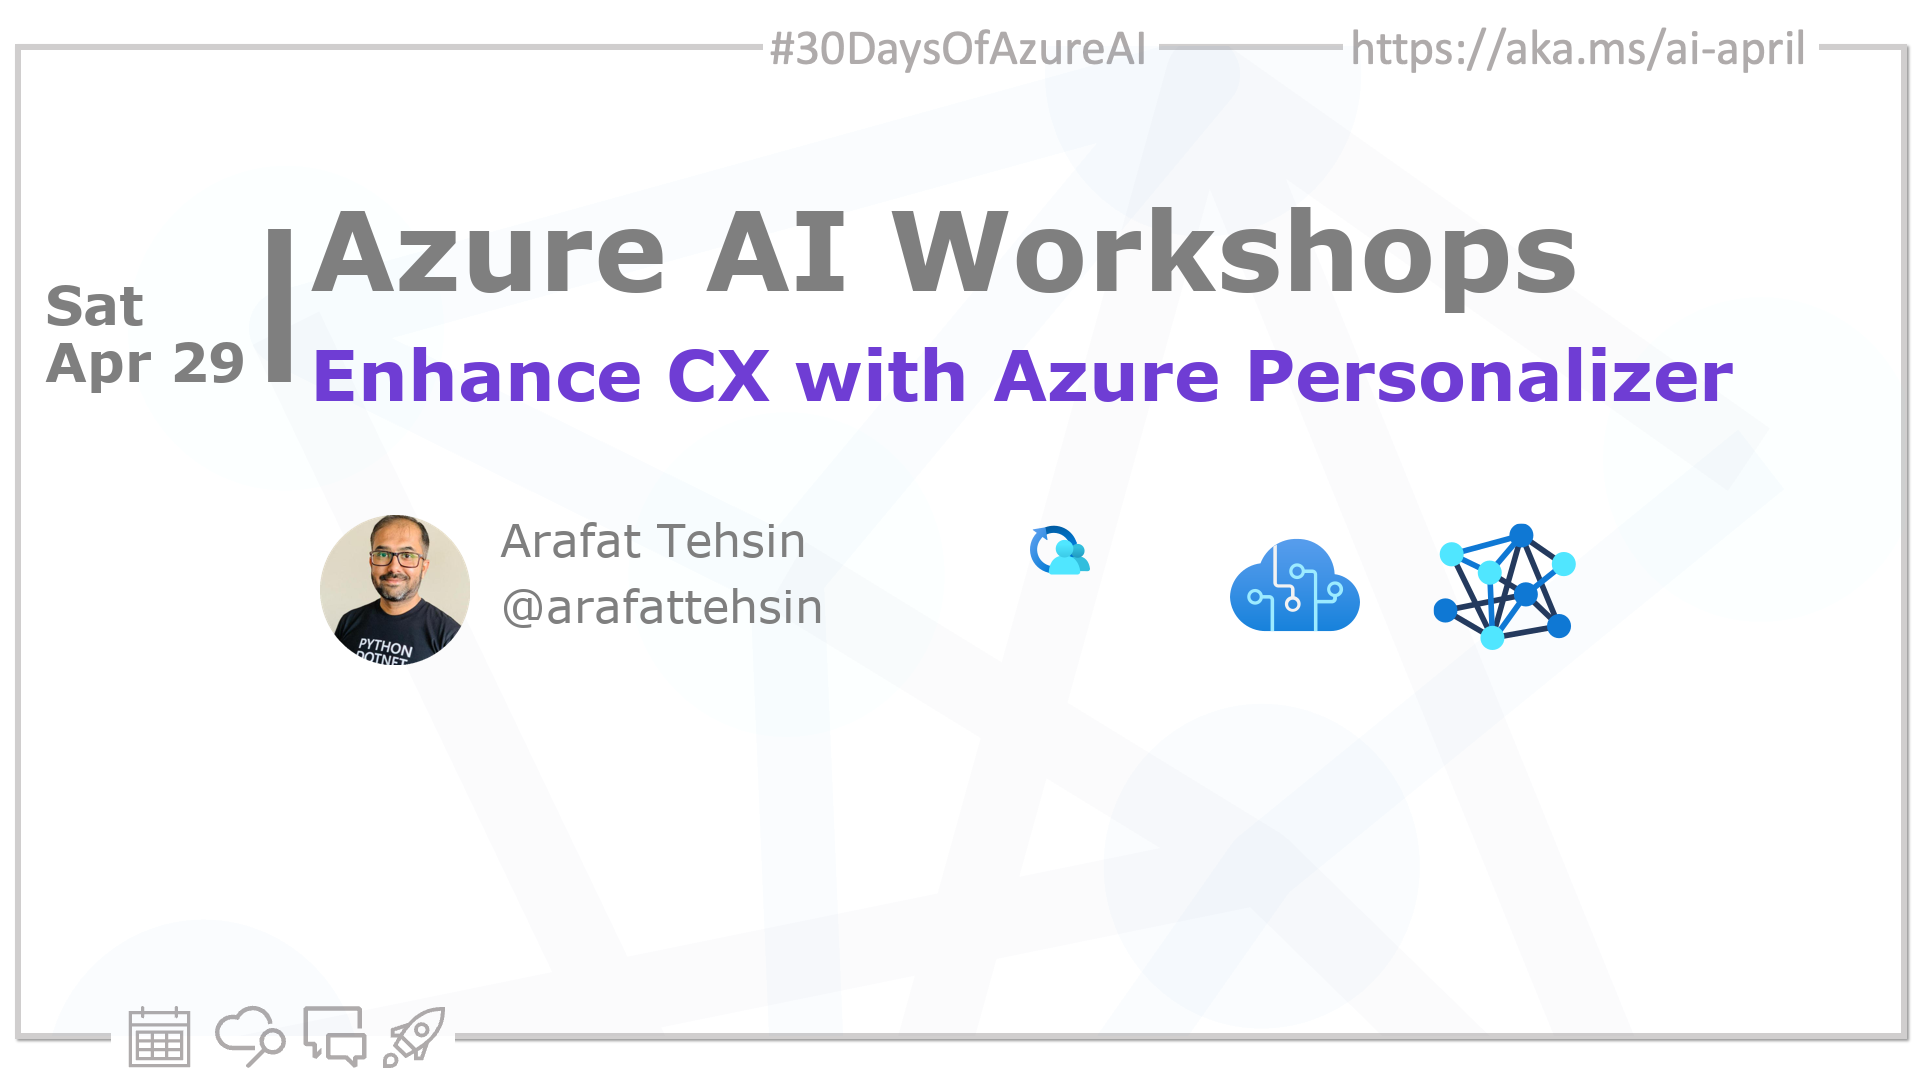 #30DaysOfAzureAI
https://aka.ms/ai-april
Sat
Apr 29
Azure AI Workshops
Enhance CX with Azure Personalizer
Arafat Tehsin
@arafattehsin
PYTHON
DOTNET